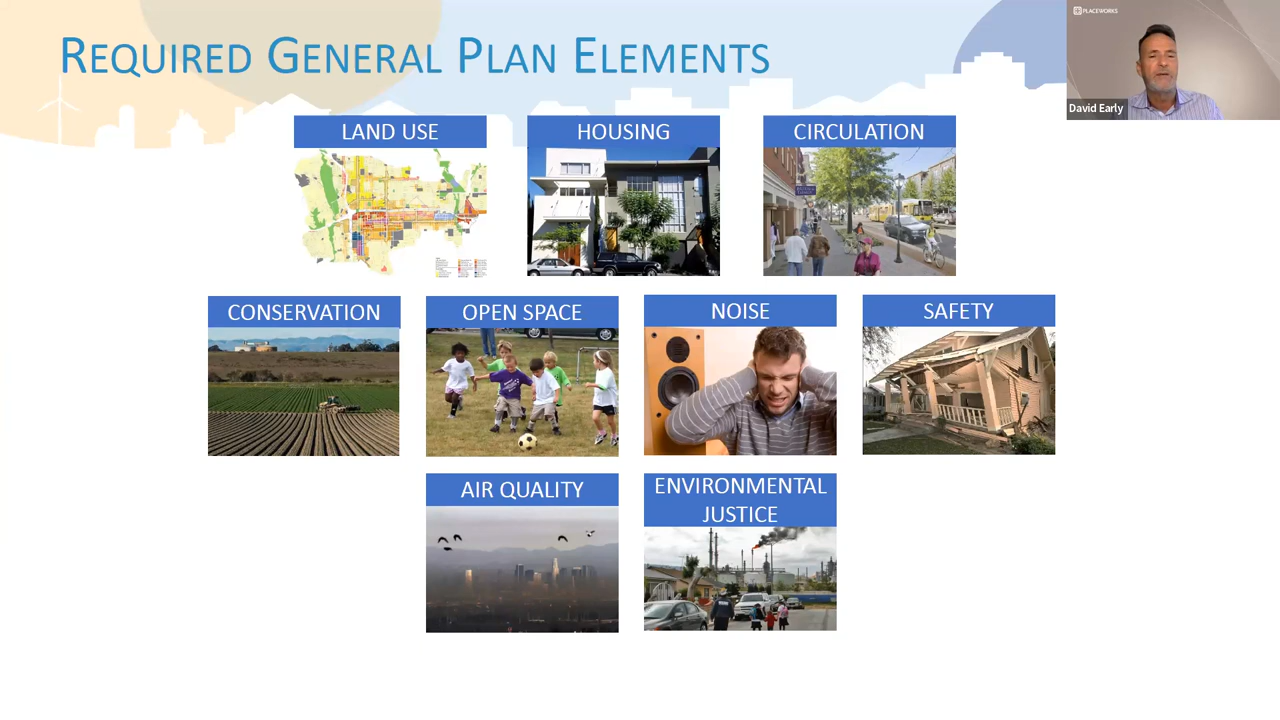 REQUIRED GENERAL PLAN ELEMENTS
PLACEWORKS
David Early
LAND USE
HOUSING
CIRCULATION
CONSERVATION
OPEN SPACE
NOISE
SAFETY
AIR QUALITY
ENVIRONMENTAL
JUSTICE